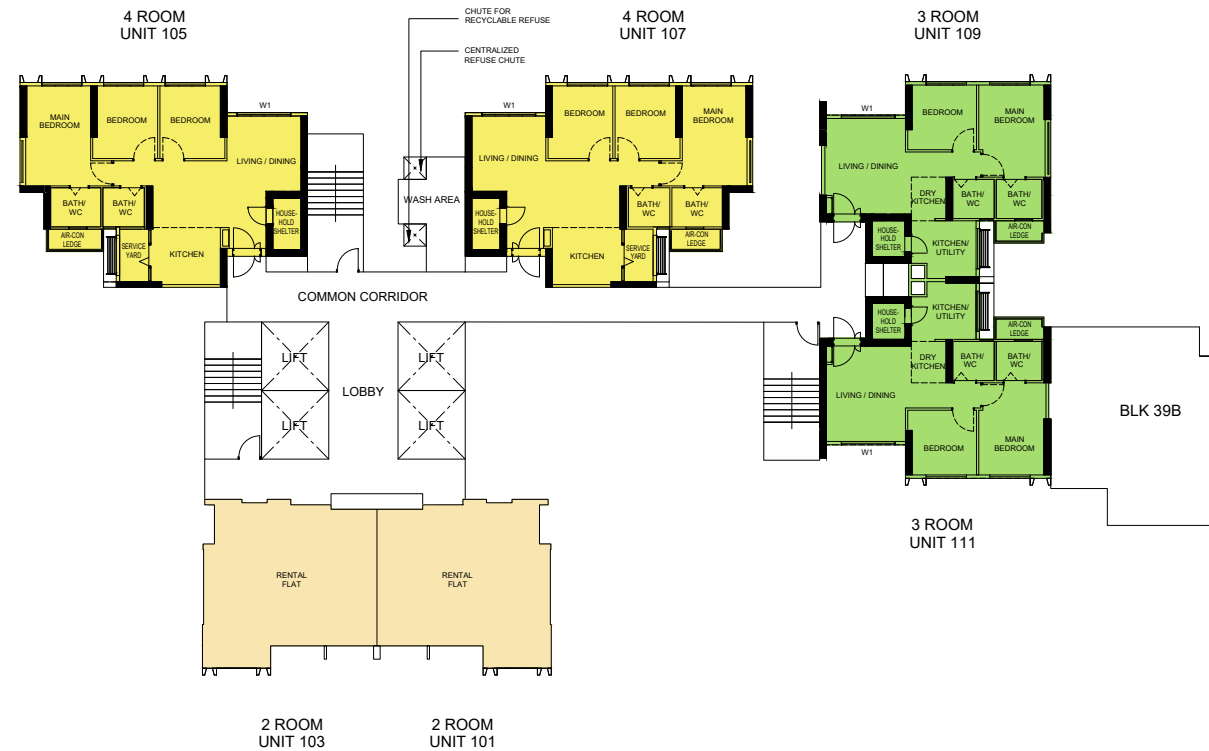 4 ROOM
UNIT 105
CHUTE FOR
RECYCLABLE REFUSE
CENTRALIZED
REFUSE CHUTE
4 ROOM
UNIT 107
3 ROOM
UNIT 109
MAIN
BEDROOM
BEDROOM
BEDROOM
W1
LIVING / DINING
BATH/
WC
BATH/
WC
AIR-CON
LEDGE
SERVICE
YARD
KITCHEN
HOUSE-
HOLD
SHELTER
WASH AREA
W1
BEDROOM
BEDROOM
MAIN
BEDROOM
LIVING / DINING
HOUSE-
HOLD
SHELTER
BATH/
WC
BATH/
WC
AIR-CON
LEDGE
KITCHEN
SERVICE
YARD
W1
BEDROOM
MAIN
BEDROOM
LIVING / DINING
DRY
KITCHEN
BATH/
WC
BATH/
WC
AIR-CON
LEDGE
HOUSE-
HOLD
SHELTER
KITCHEN/
UTILITY
COMMON CORRIDOR
HOUSE-
HOLD
SHELTER
KITCHEN/
UTILITY
AIR-CON
LEDGE
DRY
KITCHEN
BATH/
WC
BATH/
WC
LIVING / DINING
W1
BEDROOM
MAIN
BEDROOM
LIFT
LIFT
LOBBY
LIFT
LIFT
BLK 39B
3 ROOM
UNIT 111
RENTAL
FLAT
RENTAL
FLAT
2 ROOM
UNIT 103
2 ROOM
UNIT 101